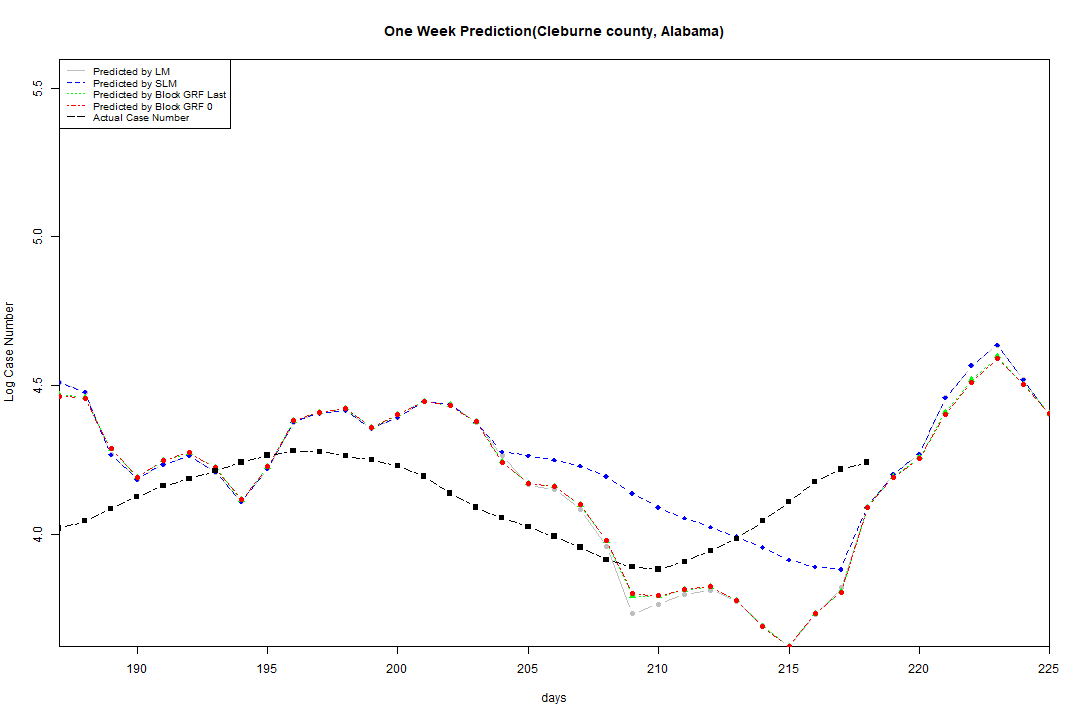 One Week Prediction(Cleburne county, Alabama)
Predicted by LM
Predicted by SLM
Predicted by Block GRF Last
Predicted by Block GRF 0
Actual Case Number
5.5
5.0
4.5
4.0
Log Case Number
190 195 200 205 210 215 220 225
days